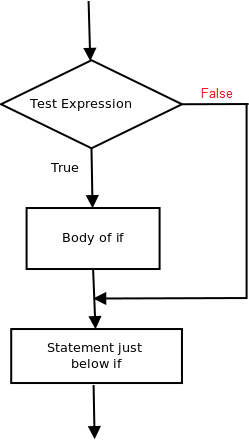 Test Expression
False
True
Body of if
Statement just
below if